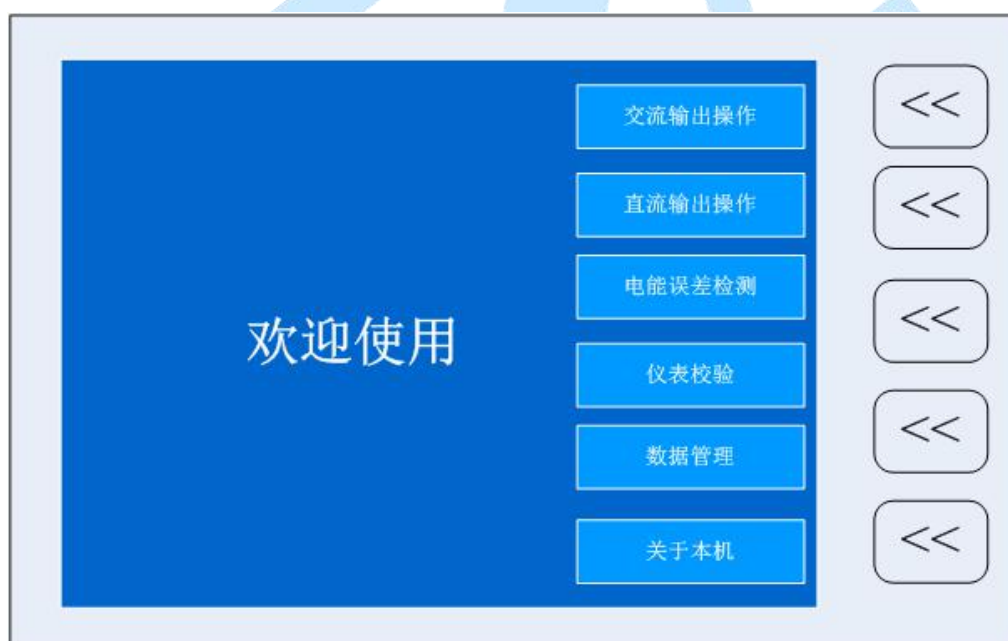 交流输出操作
<<
直流输出操作
<<
电能误差检测
<<
欢迎使用
仪表校验
<<
数据管理
关于本机
<<